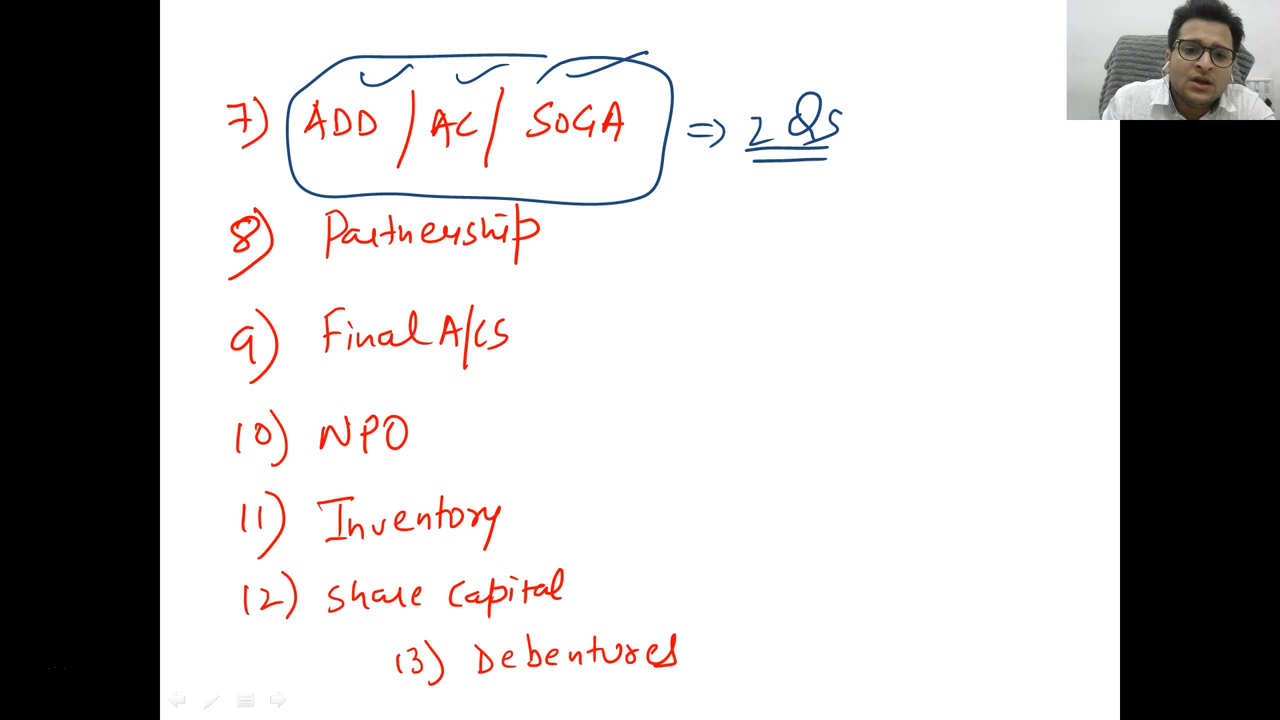 7) ADD / AC / SOGA => 2 QS
8) Partnership
9) Final A/CS
10) NPO
11) Inventory
12) Share Capital
13) Debentures